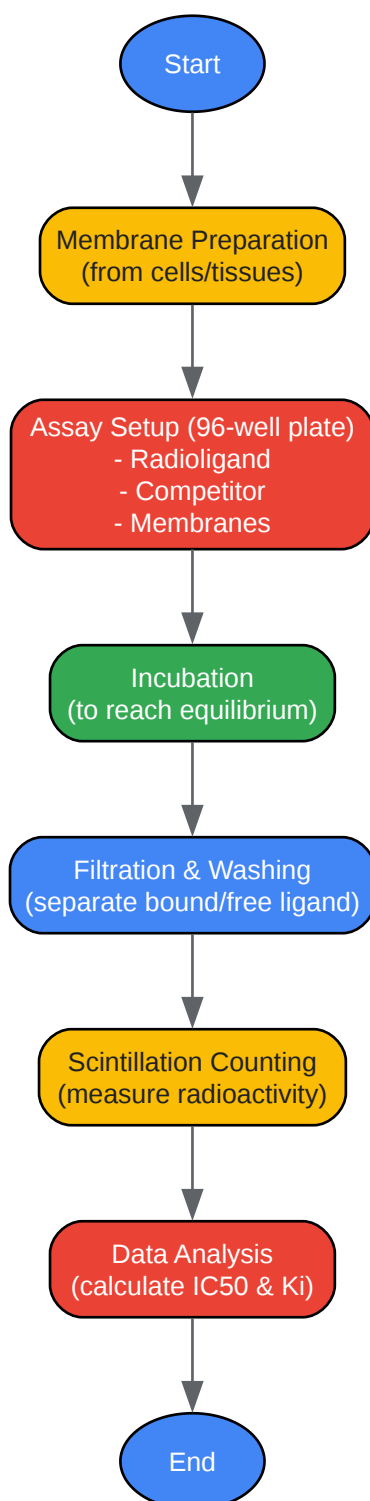 Start
Membrane Preparation
(from cells/tissues)
Assay Setup (96-well plate)
- Radioligand
- Competitor
- Membranes
Incubation
(to reach equilibrium)
Filtration & Washing
(separate bound/free ligand)
Scintillation Counting
(measure radioactivity)
Data Analysis
(calculate IC50 & Ki)
End